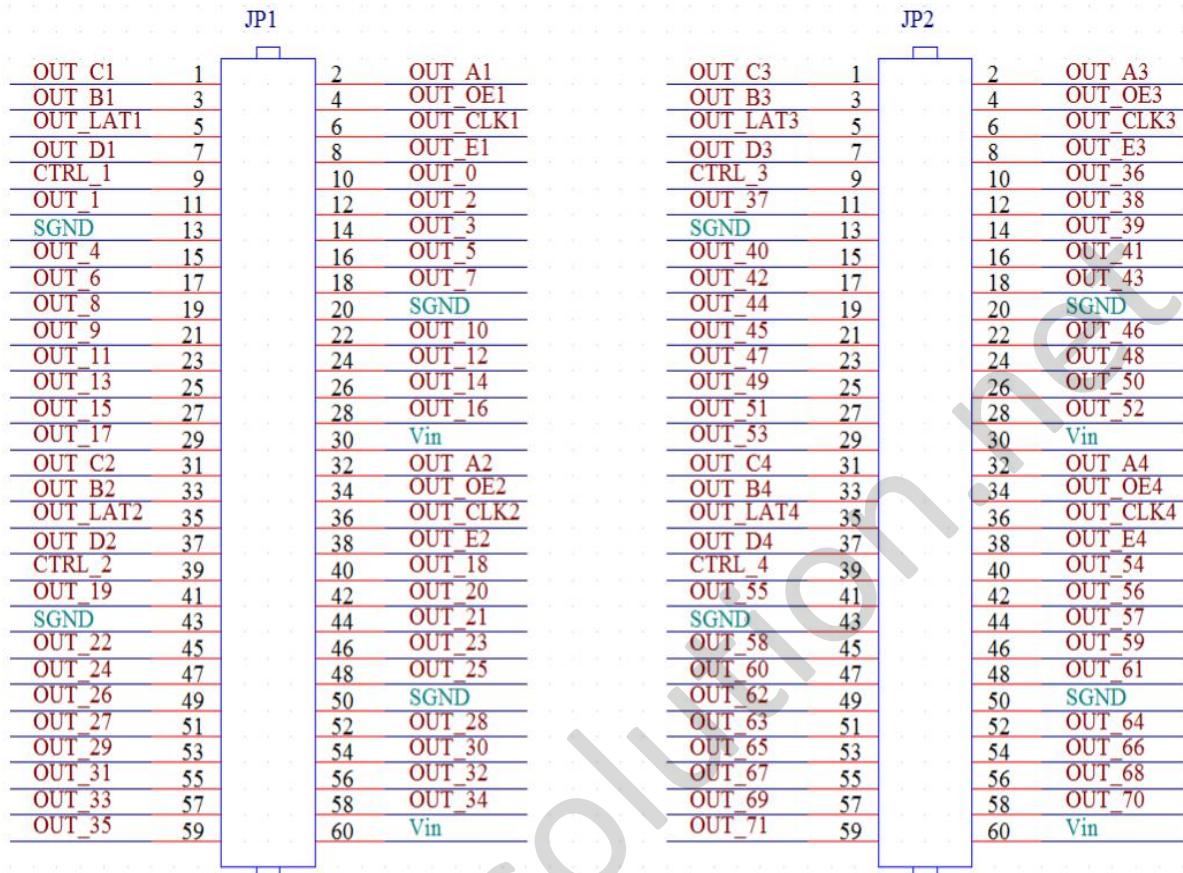 JP1 JP2
OUT_C1 1 2 OUT_A1 OUT_C3 1 2 OUT_A3
OUT_B1 3 4 OUT_OE1 OUT_B3 3 4 OUT_OE3
OUT_LAT1 5 6 OUT_CLK1 OUT_LAT3 5 6 OUT_CLK3
OUT_D1 7 8 OUT_E1 OUT_D3 7 8 OUT_E3
CTRL_1 9 10 OUT_0 CTRL_3 9 10 OUT_36
OUT_1 11 12 OUT_2 OUT_37 11 12 OUT_38
SGND 13 14 OUT_3 SGND 13 14 OUT_39
OUT_4 15 16 OUT_5 OUT_40 15 16 OUT_41
OUT_6 17 18 OUT_7 OUT_42 17 18 OUT_43
OUT_8 19 20 SGND OUT_44 19 20 SGND
OUT_9 21 22 OUT_10 OUT_45 21 22 OUT_46
OUT_11 23 24 OUT_12 OUT_47 23 24 OUT_48
OUT_13 25 26 OUT_14 OUT_49 25 26 OUT_50
OUT_15 27 28 OUT_16 OUT_51 27 28 OUT_52
OUT_17 29 30 Vin OUT_53 29 30 Vin
OUT_C2 31 32 OUT_A2 OUT_C4 31 32 OUT_A4
OUT_B2 33 34 OUT_OE2 OUT_B4 33 34 OUT_OE4
OUT_LAT2 35 36 OUT_CLK2 OUT_LAT4 35 36 OUT_CLK4
OUT_D2 37 38 OUT_E2 OUT_D4 37 38 OUT_E4
CTRL_2 39 40 OUT_18 CTRL_4 39 40 OUT_54
OUT_19 41 42 OUT_20 OUT_55 41 42 OUT_56
SGND 43 44 OUT_21 SGND 43 44 OUT_57
OUT_22 45 46 OUT_23 OUT_58 45 46 OUT_59
OUT_24 47 48 OUT_25 OUT_60 47 48 OUT_61
OUT_26 49 50 SGND OUT_62 49 50 SGND
OUT_27 51 52 OUT_28 OUT_63 51 52 OUT_64
OUT_29 53 54 OUT_30 OUT_65 53 54 OUT_66
OUT_31 55 56 OUT_32 OUT_67 55 56 OUT_68
OUT_33 57 58 OUT_34 OUT_69 57 58 OUT_70
OUT_35 59 60 Vin OUT_71 59 60 Vin
solution.net